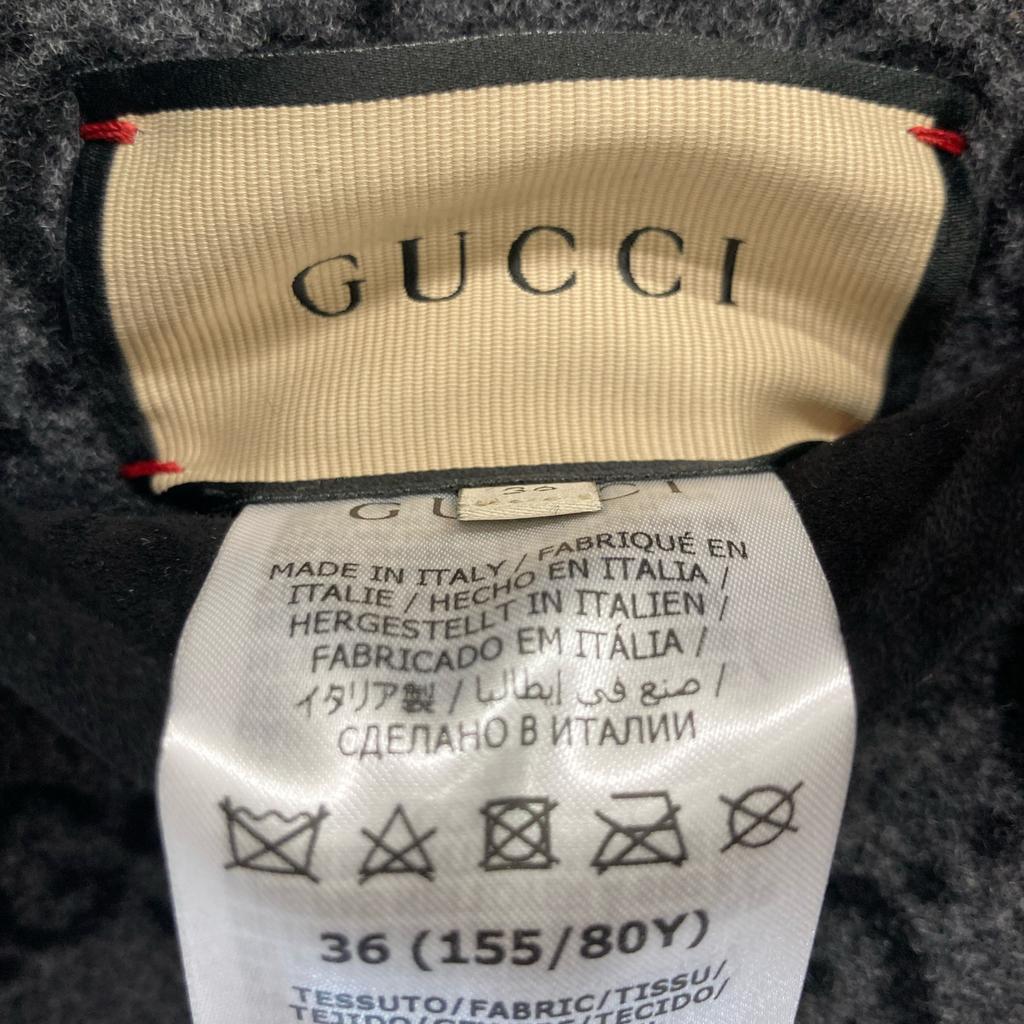 GUCCI
MADE IN ITALY / FABRIQUÉ EN
ITALIE / HECHO EN ITALIA /
HERGESTELLT IN ITALIEN /
FABRICADO EM ITÁLIA /
イタリア製 / صنع في إيطاليا /
СДЕЛАНО В ИТАЛИИ
36 (155/80Y)
TESSUTO/FABRIC/TISSU/